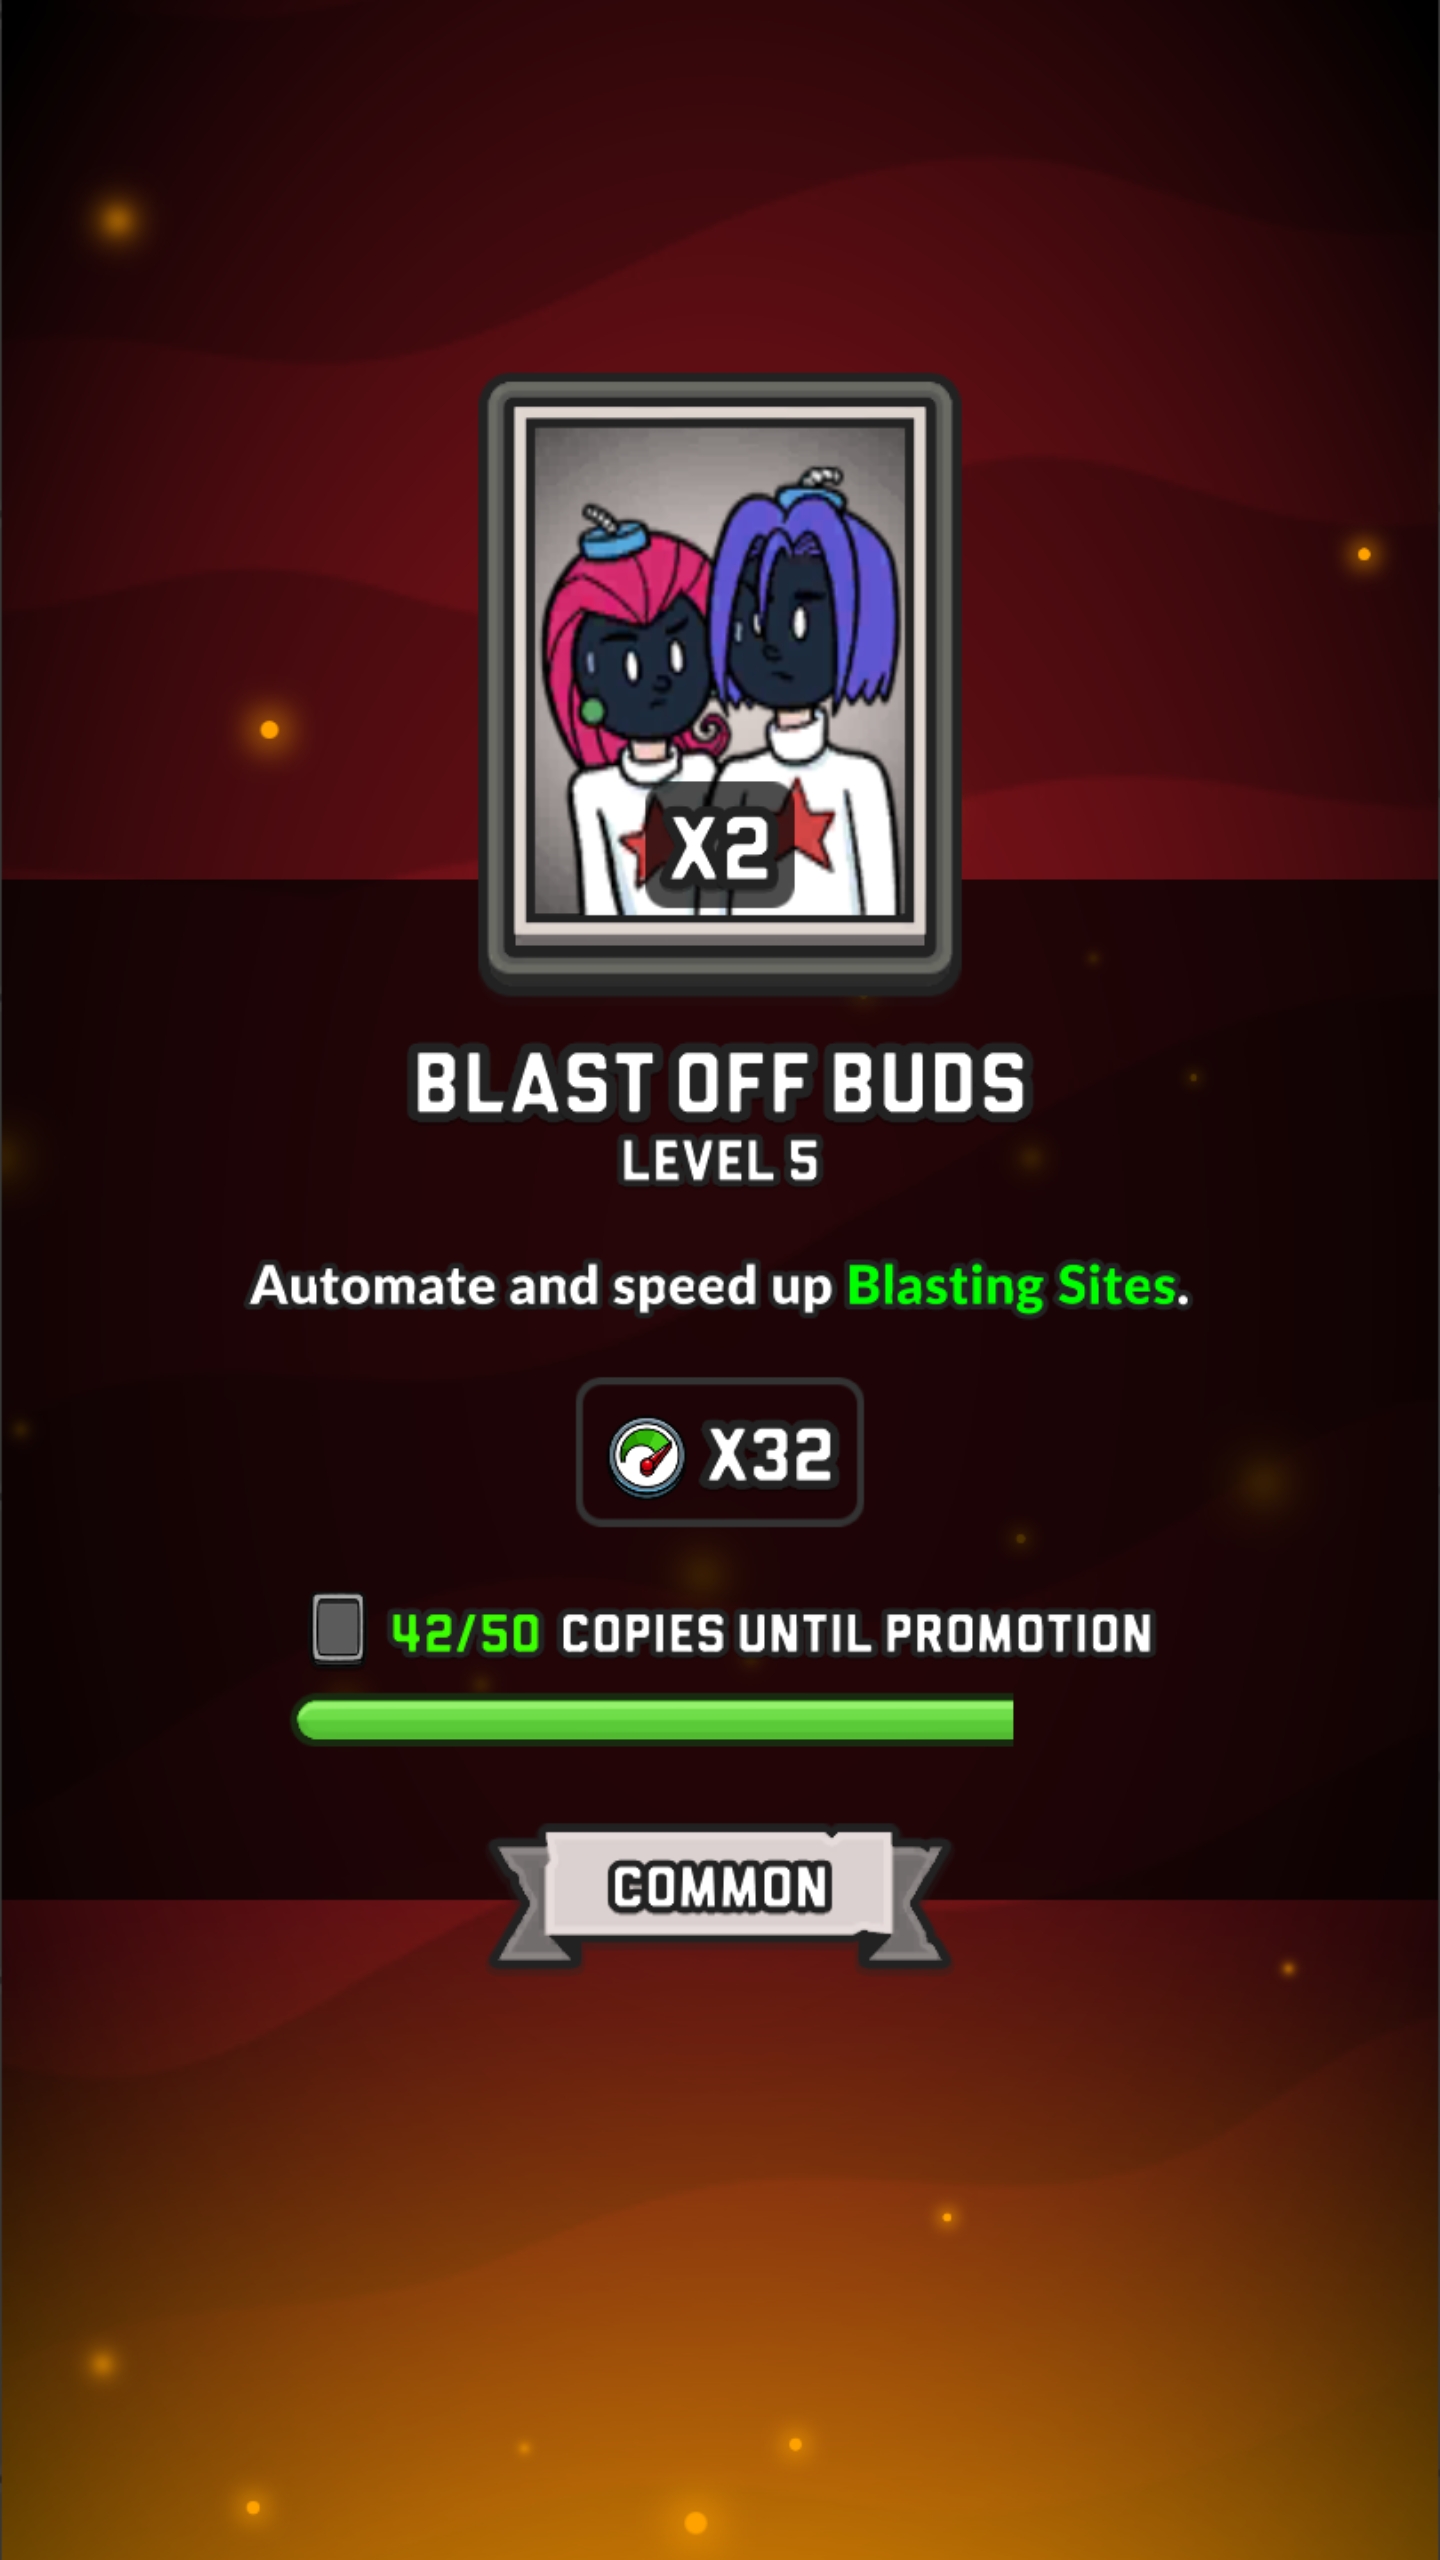 X2
BLAST OFF BUDS
LEVEL 5
Automate and speed up Blasting Sites.
X32
42/50 COPIES UNTIL PROMOTION
COMMON